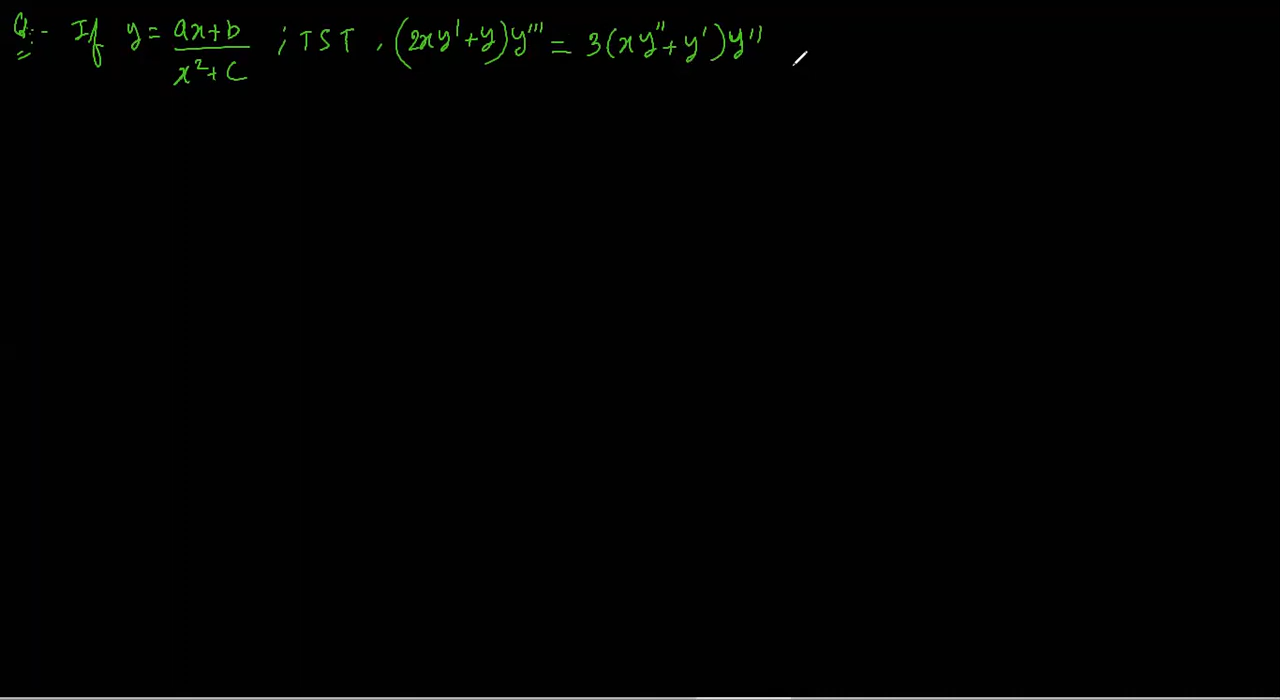 Q:- If y = (ax+b)/(x²+c) ; TST . (2xy'+y)y''' = 3(xy''+y')y''